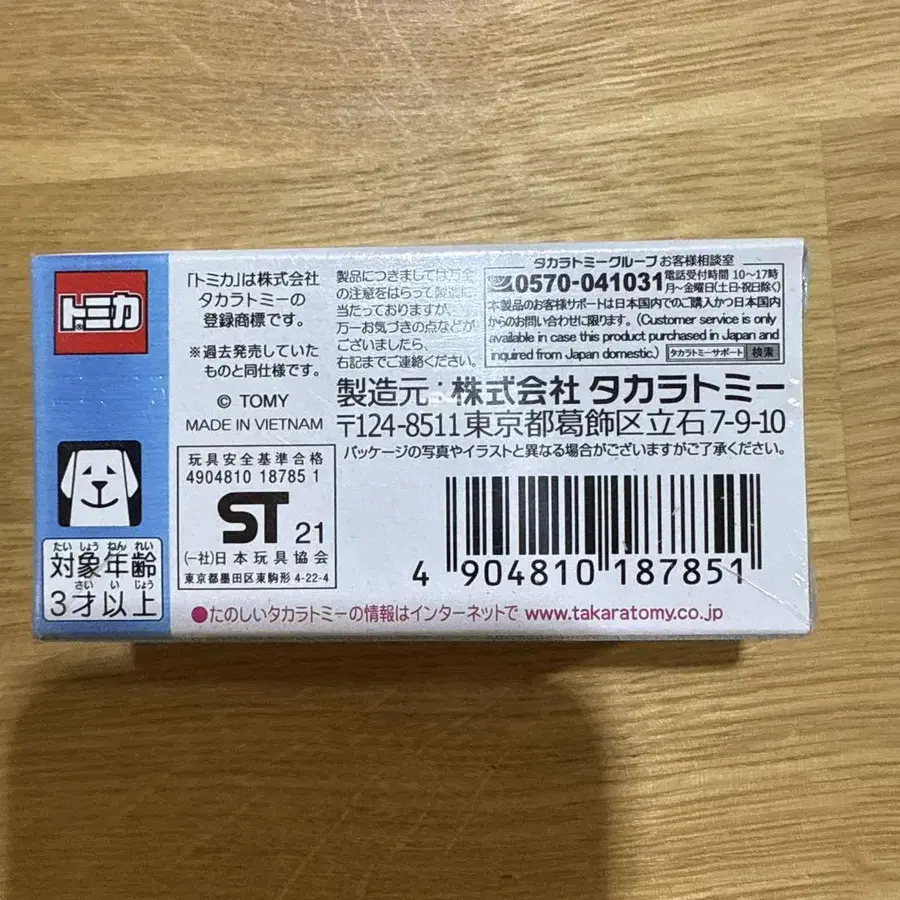 トミカ
「トミカ」は株式会社
タカラトミーの
登録商標です。
※過去発売していた
ものと同仕様です。
© TOMY
MADE IN VIETNAM
製品につきましては万全
の注意をはらって製造に
当たっておりますが、
万一お気づきの点などが
ございましたら、
右記までご連絡ください。
タカラトミーグループ お客様相談室
0570-041031 電話受付時間 10〜17時
月〜金曜日(土・日・祝日除く)
本製品のお客様サポートは日本国内でのご購入かつ日本国内
からのお問い合わせに限ります。(Customer service is only
available in case this product purchased in Japan and
inquired from Japan domestic.) タカラトミーサポート 検索
製造元:株式会社 タカラトミー
〒124-8511 東京都葛飾区立石7-9-10
パッケージの写真やイラストと異なる場合がございますがご了承ください。
玩具安全基準合格
4904810 18785 1
ST 21
(一社)日本玩具協会
東京都墨田区東駒形4-22-4
たいしょうねんれい
対象年齢
さいいじょう
3才以上
4 904810 187851
●たのしいタカラトミーの情報はインターネットで www.takaratomy.co.jp